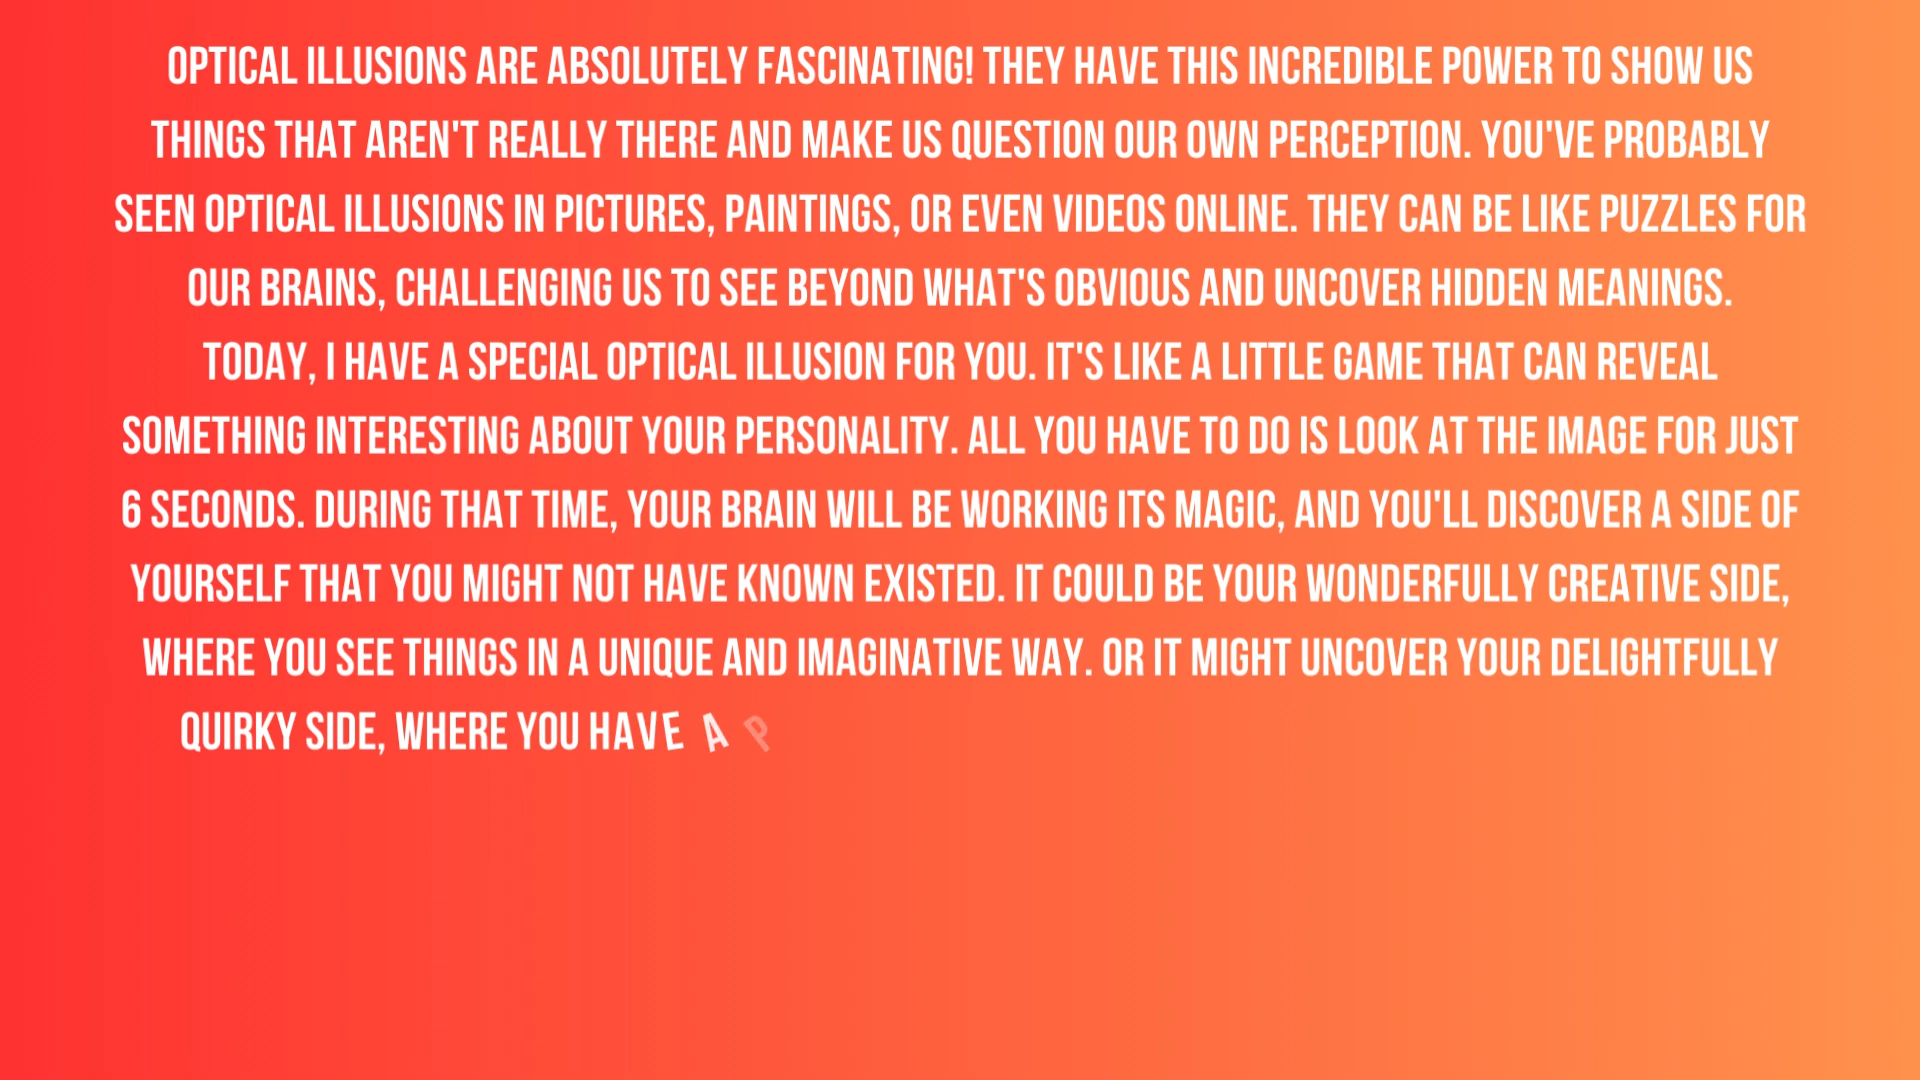 OPTICAL ILLUSIONS ARE ABSOLUTELY FASCINATING! THEY HAVE THIS INCREDIBLE POWER TO SHOW US
THINGS THAT AREN'T REALLY THERE AND MAKE US QUESTION OUR OWN PERCEPTION. YOU'VE PROBABLY
SEEN OPTICAL ILLUSIONS IN PICTURES, PAINTINGS, OR EVEN VIDEOS ONLINE. THEY CAN BE LIKE PUZZLES FOR
OUR BRAINS, CHALLENGING US TO SEE BEYOND WHAT'S OBVIOUS AND UNCOVER HIDDEN MEANINGS.
TODAY, I HAVE A SPECIAL OPTICAL ILLUSION FOR YOU. IT'S LIKE A LITTLE GAME THAT CAN REVEAL
SOMETHING INTERESTING ABOUT YOUR PERSONALITY. ALL YOU HAVE TO DO IS LOOK AT THE IMAGE FOR JUST
6 SECONDS. DURING THAT TIME, YOUR BRAIN WILL BE WORKING ITS MAGIC, AND YOU'LL DISCOVER A SIDE OF
YOURSELF THAT YOU MIGHT NOT HAVE KNOWN EXISTED. IT COULD BE YOUR WONDERFULLY CREATIVE SIDE,
WHERE YOU SEE THINGS IN A UNIQUE AND IMAGINATIVE WAY. OR IT MIGHT UNCOVER YOUR DELIGHTFULLY
QUIRKY SIDE, WHERE YOU HAVE A P